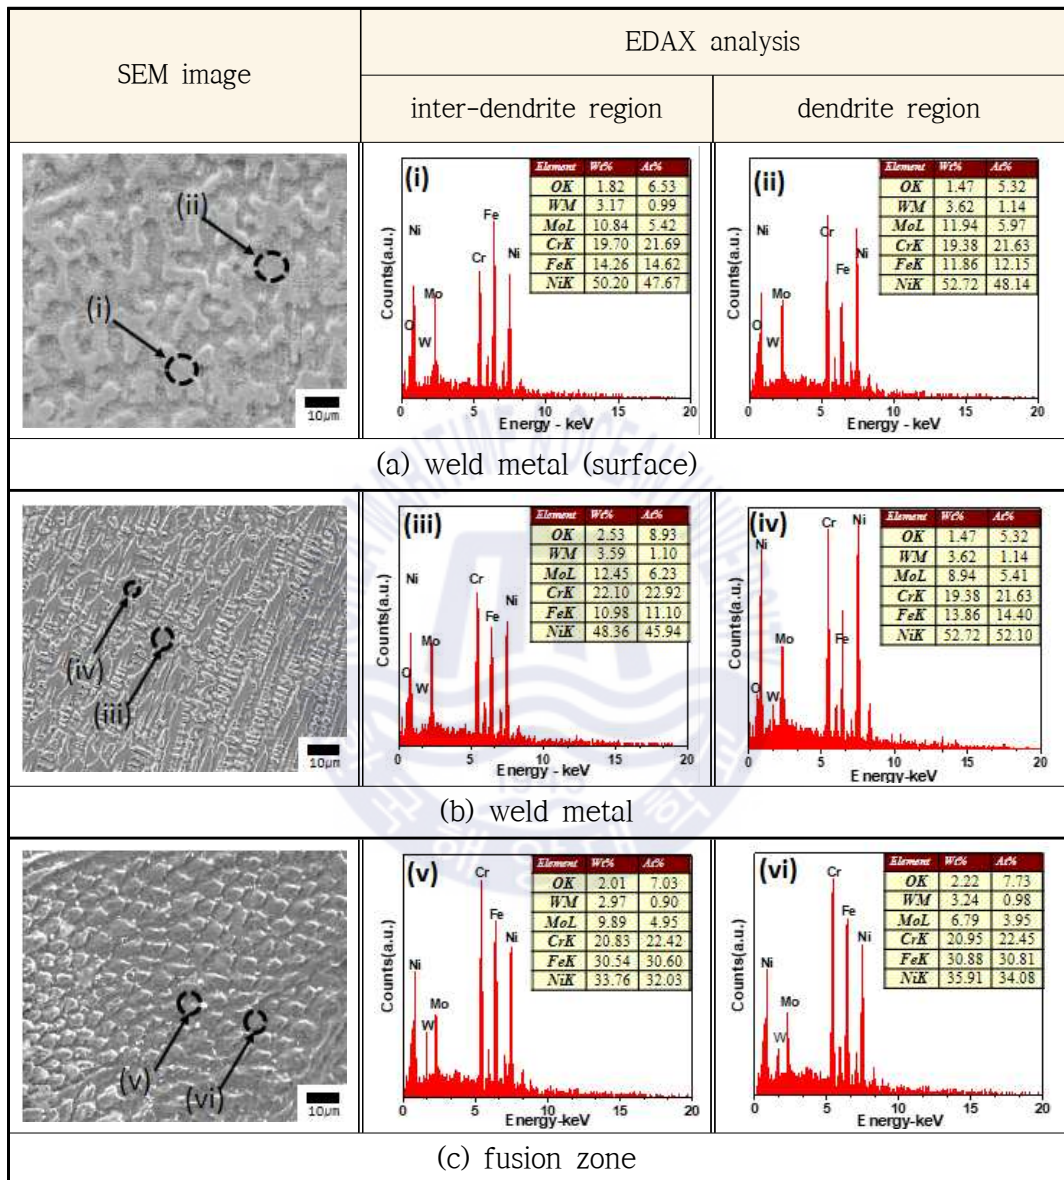 SEM image
EDAX analysis
inter-dendrite region
dendrite region
(ii)
(i)
10μm
(i)
Element Wt% At%
OK 1.82 6.53
WM 3.17 0.99
MoL 10.84 5.42
CrK 19.70 21.69
FeK 14.26 14.62
NiK 50.20 47.67
Counts(a.u.)
Ni
O
W
Mo
Cr
Fe
Ni
0 5 10 15 20
Energy - keV
(ii)
Element Wt% At%
OK 1.47 5.32
WM 3.62 1.14
MoL 11.94 5.97
CrK 19.38 21.63
FeK 11.86 12.15
NiK 52.72 48.14
Counts(a.u.)
Ni
O
W
Mo
Cr
Fe
Ni
0 5 10 15 20
Energy - keV
(a) weld metal (surface)
(iv)
(iii)
10μm
(iii)
Element Wt% At%
OK 2.53 8.93
WM 3.59 1.10
MoL 12.45 6.23
CrK 22.10 22.92
FeK 10.98 11.10
NiK 48.36 45.94
Counts(a.u.)
Ni
O
W
Mo
Cr
Fe
Ni
0 5 10 15 20
Energy - keV
(iv)
Element Wt% At%
OK 1.47 5.32
WM 3.62 1.14
MoL 8.94 5.41
CrK 19.38 21.63
FeK 13.86 14.40
NiK 52.72 52.10
Counts(a.u.)
Ni
O
W
Mo
Cr
Fe
Ni
0 5 10 15 20
Energy-keV
(b) weld metal
(v)
(vi)
10μm
(v)
Element Wt% At%
OK 2.01 7.03
WM 2.97 0.90
MoL 9.89 4.95
CrK 20.83 22.42
FeK 30.54 30.60
NiK 33.76 32.03
Counts(a.u.)
Ni
W
Mo
Cr
Fe
Ni
0 5 10 15 20
Energy-keV
(vi)
Element Wt% At%
OK 2.22 7.73
WM 3.24 0.98
MoL 6.79 3.95
CrK 20.95 22.45
FeK 30.88 30.81
NiK 35.91 34.08
Counts(a.u.)
Ni
W
Mo
Cr
Fe
Ni
0 5 10 15 20
Energy-keV
(c) fusion zone
1945